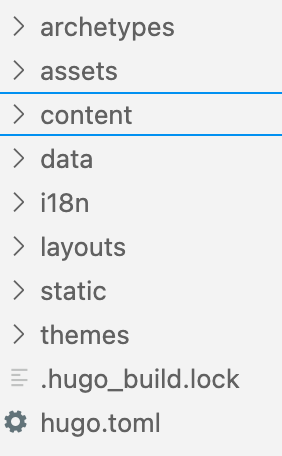 archetypes
assets
content
data
i18n
layouts
static
themes
.hugo_build.lock
hugo.toml